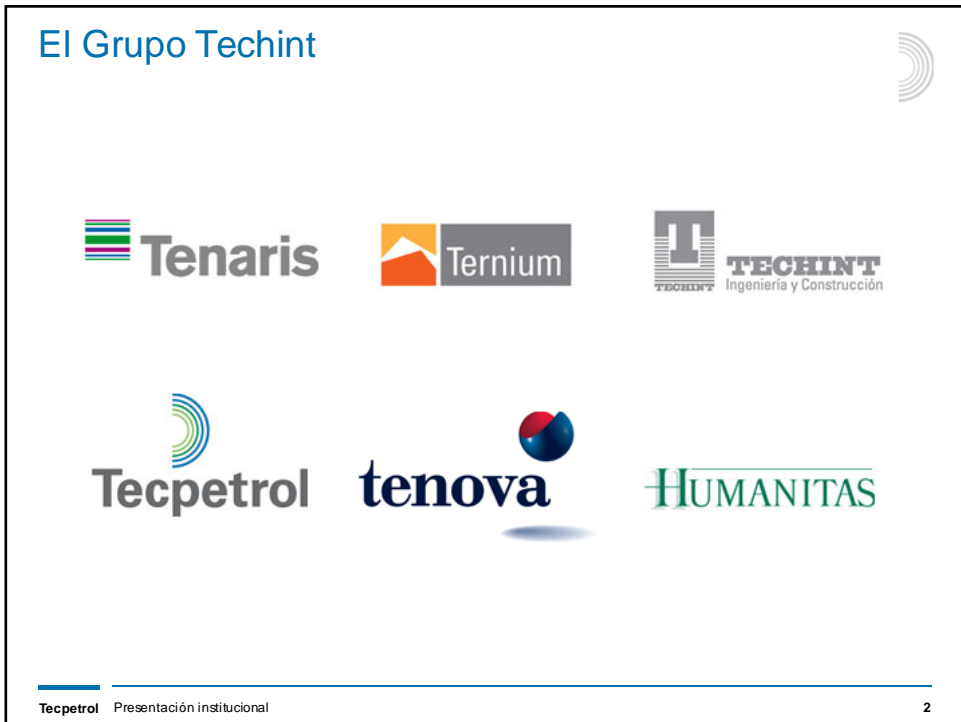 El Grupo Techint
Tenaris
Ternium
T
TECHINT
TECHINT
Ingeniería y Construcción
Tecpetrol
tenova
HUMANITAS
Tecpetrol Presentación institucional 2